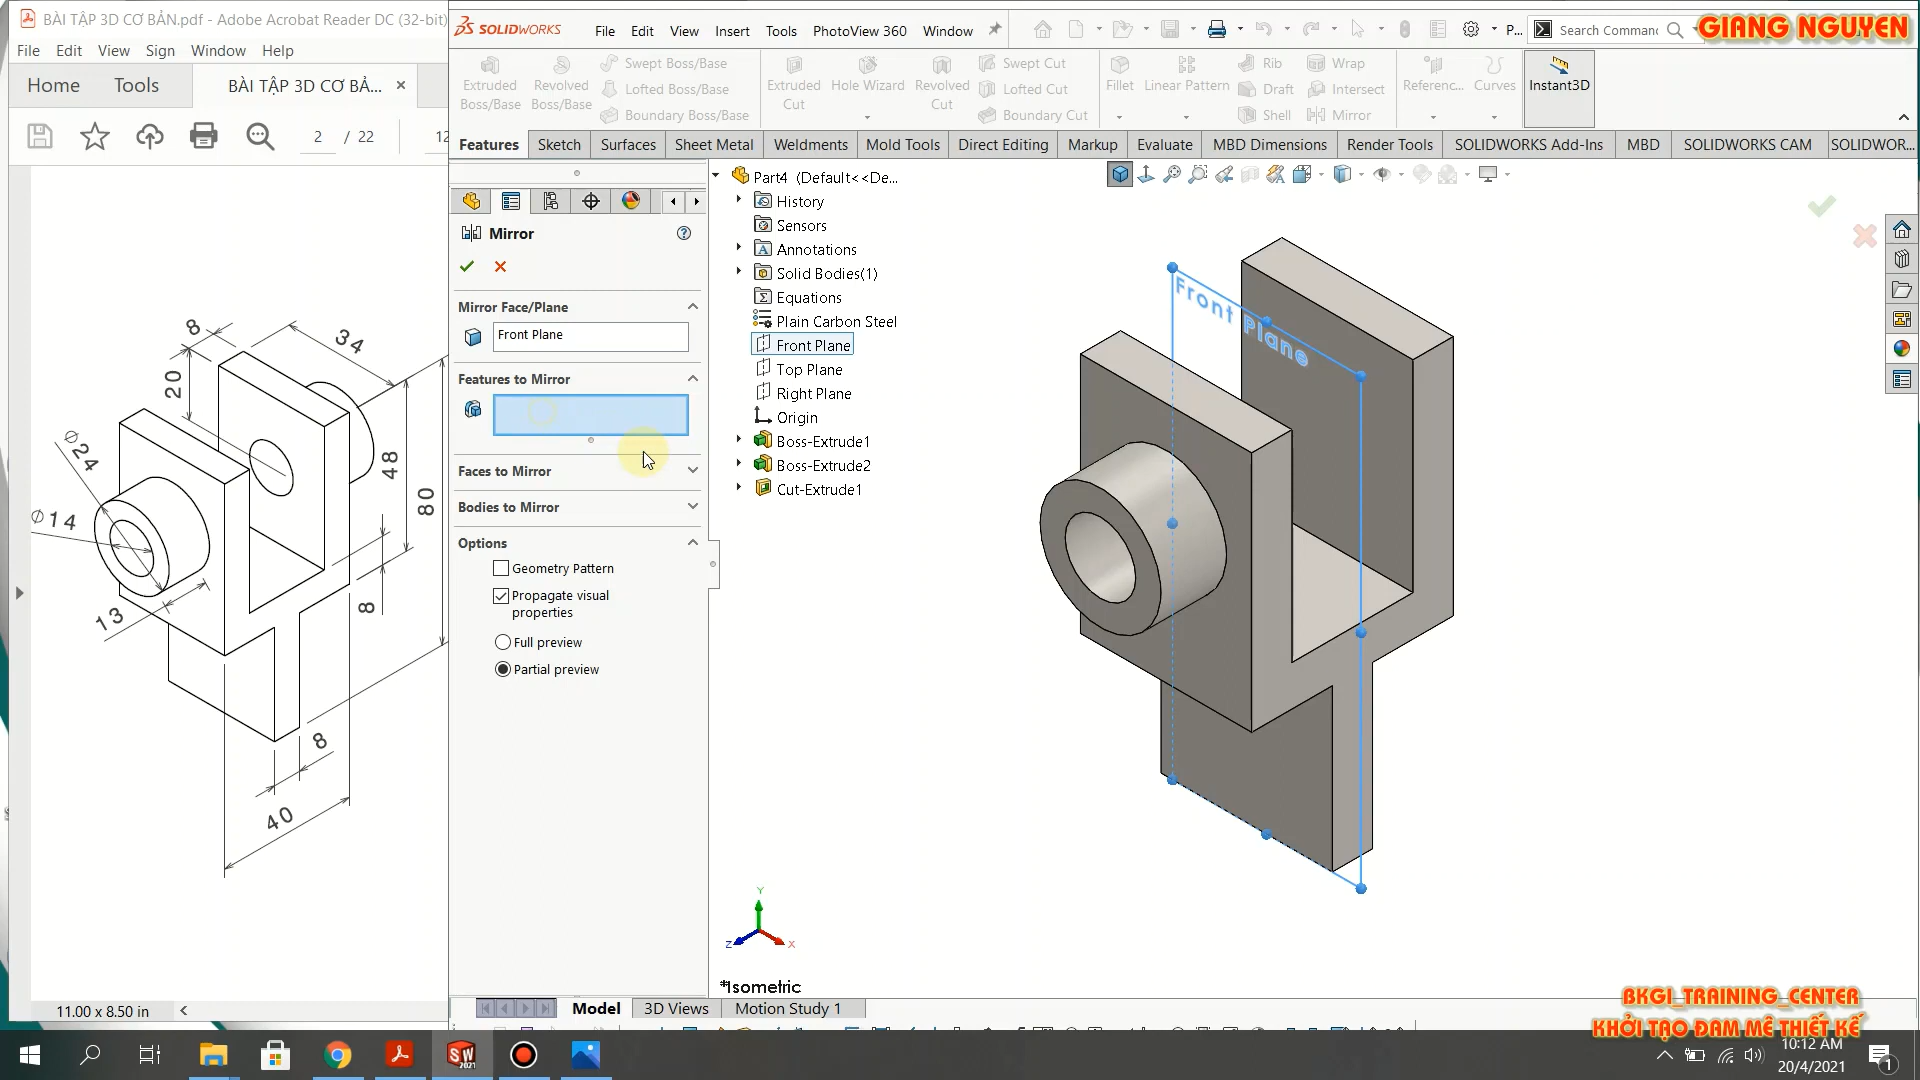 BÀI TẬP 3D CƠ BẢN.pdf - Adobe Acrobat Reader DC (32-bit)
File Edit View Sign Window Help
Home Tools BÀI TẬP 3D CƠ BẢ... ×
2 / 22 12
SOLIDWORKS File Edit View Insert Tools PhotoView 360 Window P... Search Comman
GIANG NGUYEN
Extruded Boss/Base
Revolved Boss/Base
Swept Boss/Base
Lofted Boss/Base
Boundary Boss/Base
Extruded Cut
Hole Wizard
Revolved Cut
Swept Cut
Lofted Cut
Boundary Cut
Fillet
Linear Pattern
Rib
Draft
Shell
Wrap
Intersect
Mirror
Referenc...
Curves
Instant3D
Features Sketch Surfaces Sheet Metal Weldments Mold Tools Direct Editing Markup Evaluate MBD Dimensions Render Tools SOLIDWORKS Add-Ins MBD SOLIDWORKS CAM SOLIDWOR...
Mirror
Mirror Face/Plane
Front Plane
Features to Mirror
Faces to Mirror
Bodies to Mirror
Options
Geometry Pattern
Propagate visual
properties
Full preview
Partial preview
Part4 (Default<<De...
History
Sensors
Annotations
Solid Bodies(1)
Equations
Plain Carbon Steel
Front Plane
Top Plane
Right Plane
Origin
Boss-Extrude1
Boss-Extrude2
Cut-Extrude1
Front Plane
8
34
20
Ø24
48
80
Ø14
13
8
8
40
Y
Z
X
*Isometric
11.00 x 8.50 in
Model 3D Views Motion Study 1
BKGI_TRAINING_CENTER
KHỞI TẠO ĐAM MÊ THIẾT KẾ
10:12 AM
20/4/2021
1